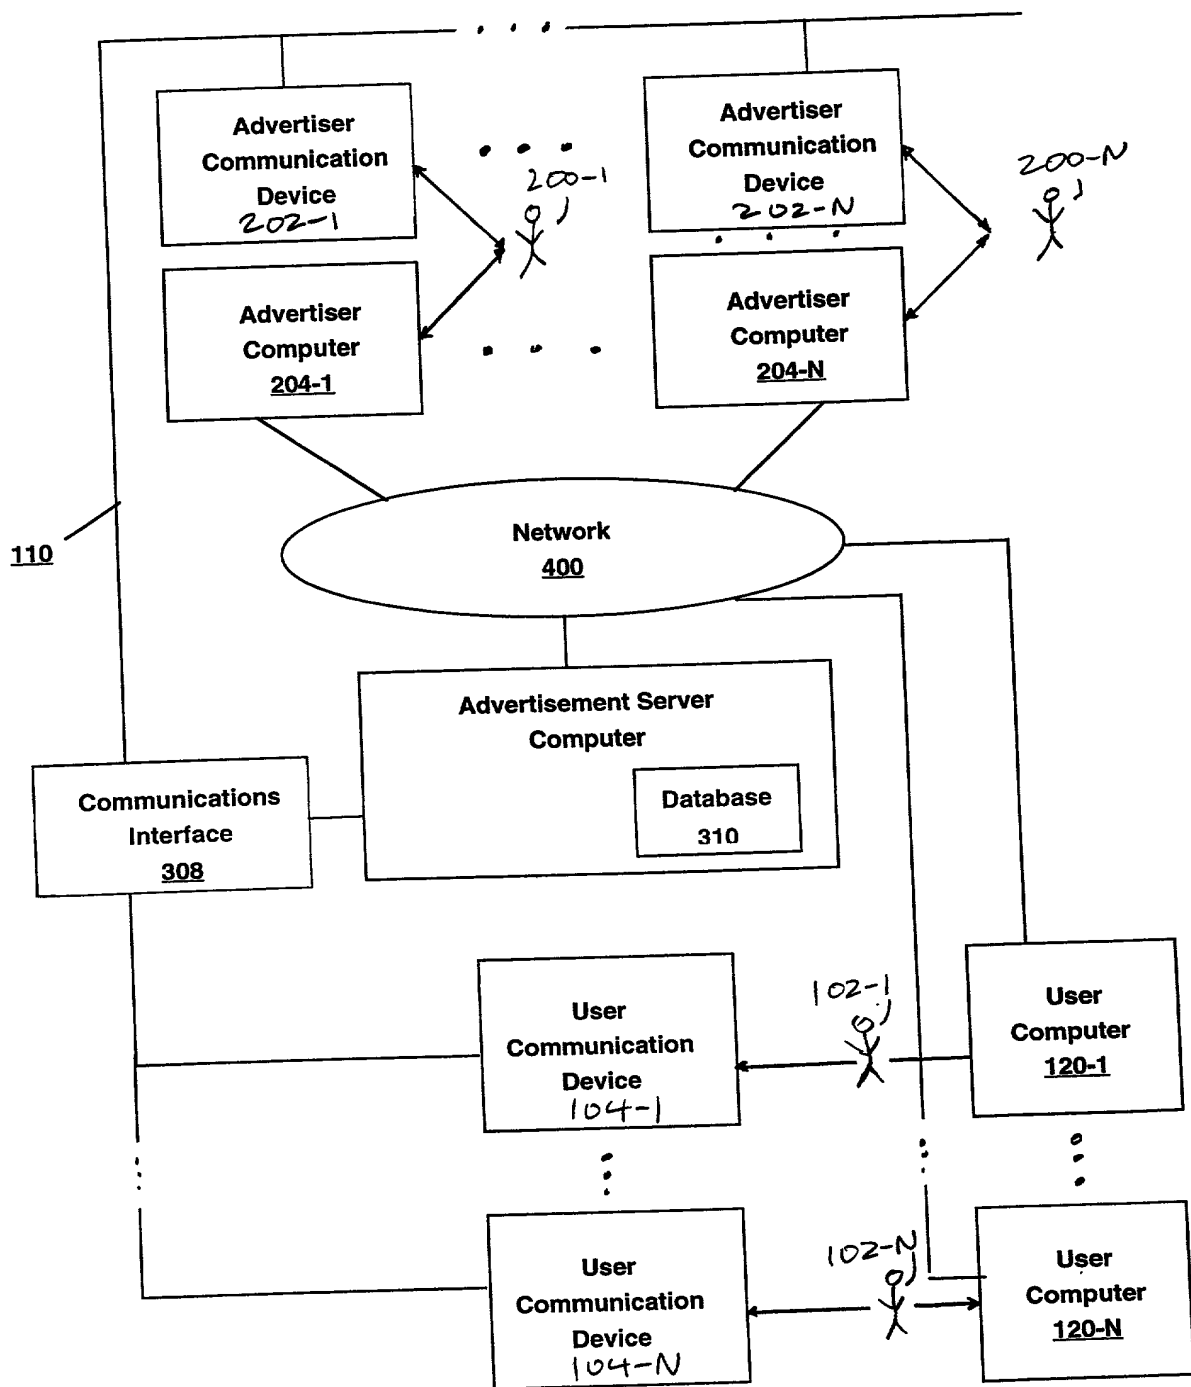 Advertiser
Communication
Device
202-1
200-1
Advertiser
Communication
Device
202-N
200-N
Advertiser
Computer
204-1
Advertiser
Computer
204-N
110
Network
400
Advertisement Server
Computer
Database
310
Communications
Interface
308
User
Communication
Device
104-1
102-1
User
Computer
120-1
User
Communication
Device
104-N
102-N
User
Computer
120-N